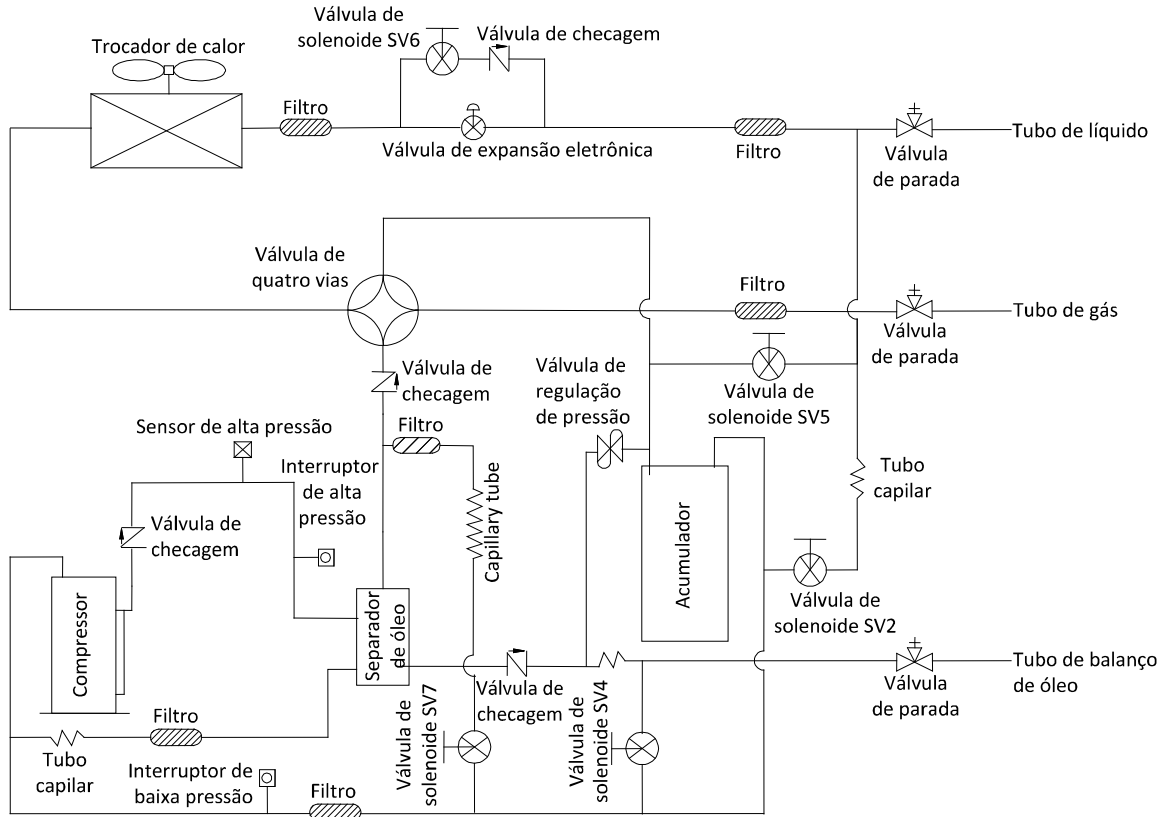 Válvula de
solenoide SV6
Válvula de checagem
Trocador de calor
Filtro
Válvula de expansão eletrônica
Filtro
Válvula
de parada
Tubo de líquido
Válvula de
quatro vias
Filtro
Válvula
de parada
Tubo de gás
Válvula de
checagem
Válvula de
regulação
de pressão
Válvula de
solenoide SV5
Sensor de alta pressão
Filtro
Interruptor
de alta
pressão
Capillary tube
Tubo
capilar
Válvula de
checagem
Acumulador
Compressor
Separador
de óleo
Válvula de
solenoide SV2
Válvula de
checagem
Válvula
de parada
Tubo de balanço
de óleo
Filtro
Tubo
capilar
Válvula de
solenoide SV7
Válvula de
solenoide SV4
Interruptor de
baixa pressão
Filtro